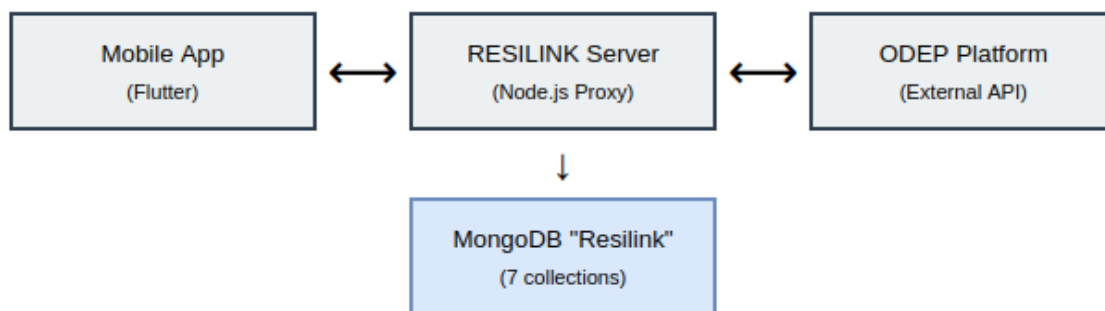 Mobile App
(Flutter)
RESILINK Server
(Node.js Proxy)
ODEP Platform
(External API)
MongoDB "Resilink"
(7 collections)